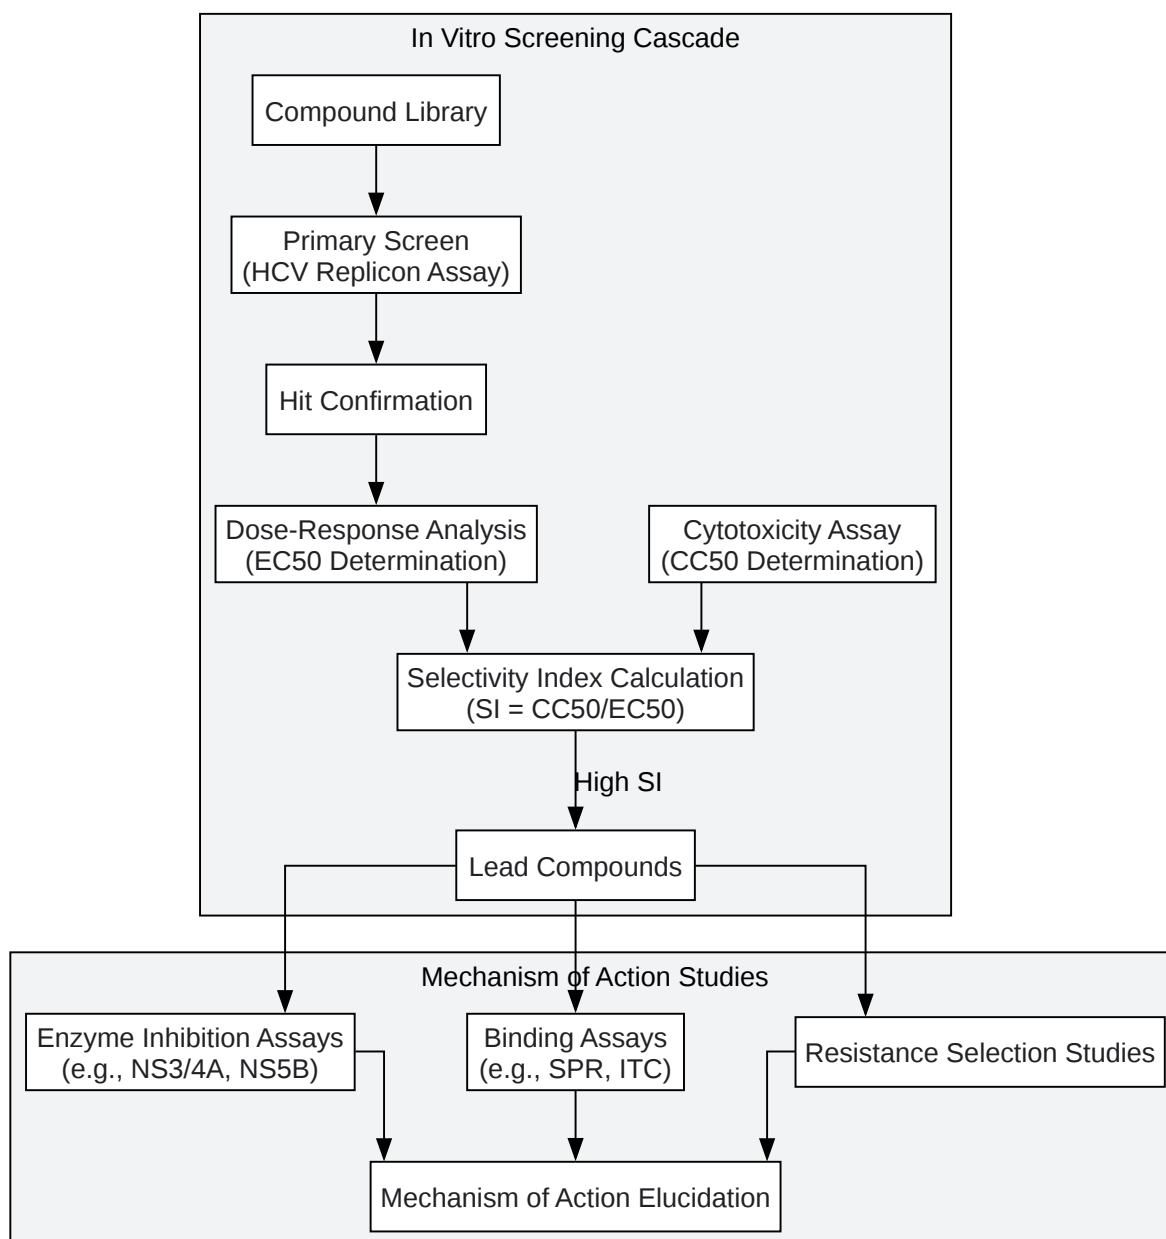 In Vitro Screening Cascade
Compound Library
Primary Screen
(HCV Replicon Assay)
Hit Confirmation
Dose-Response Analysis
(EC50 Determination)
Cytotoxicity Assay
(CC50 Determination)
Selectivity Index Calculation
(SI = CC50/EC50)
High SI
Lead Compounds
Mechanism of Action Studies
Enzyme Inhibition Assays
(e.g., NS3/4A, NS5B)
Binding Assays
(e.g., SPR, ITC)
Resistance Selection Studies
Mechanism of Action Elucidation